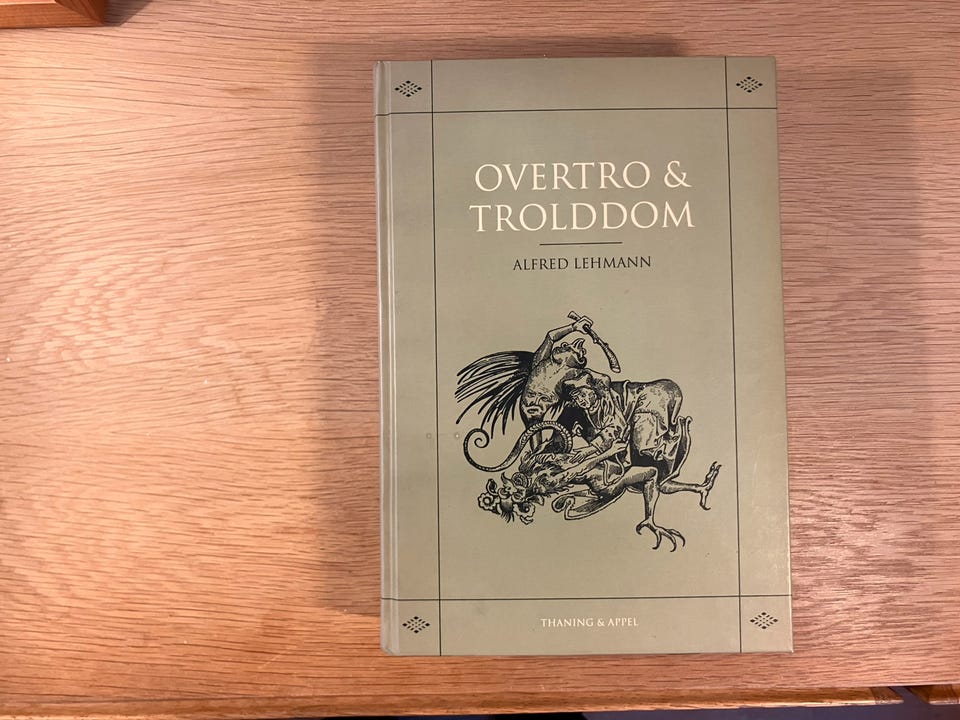 OVERTRO &
TROLDDOM
ALFRED LEHMANN
THANING & APPEL